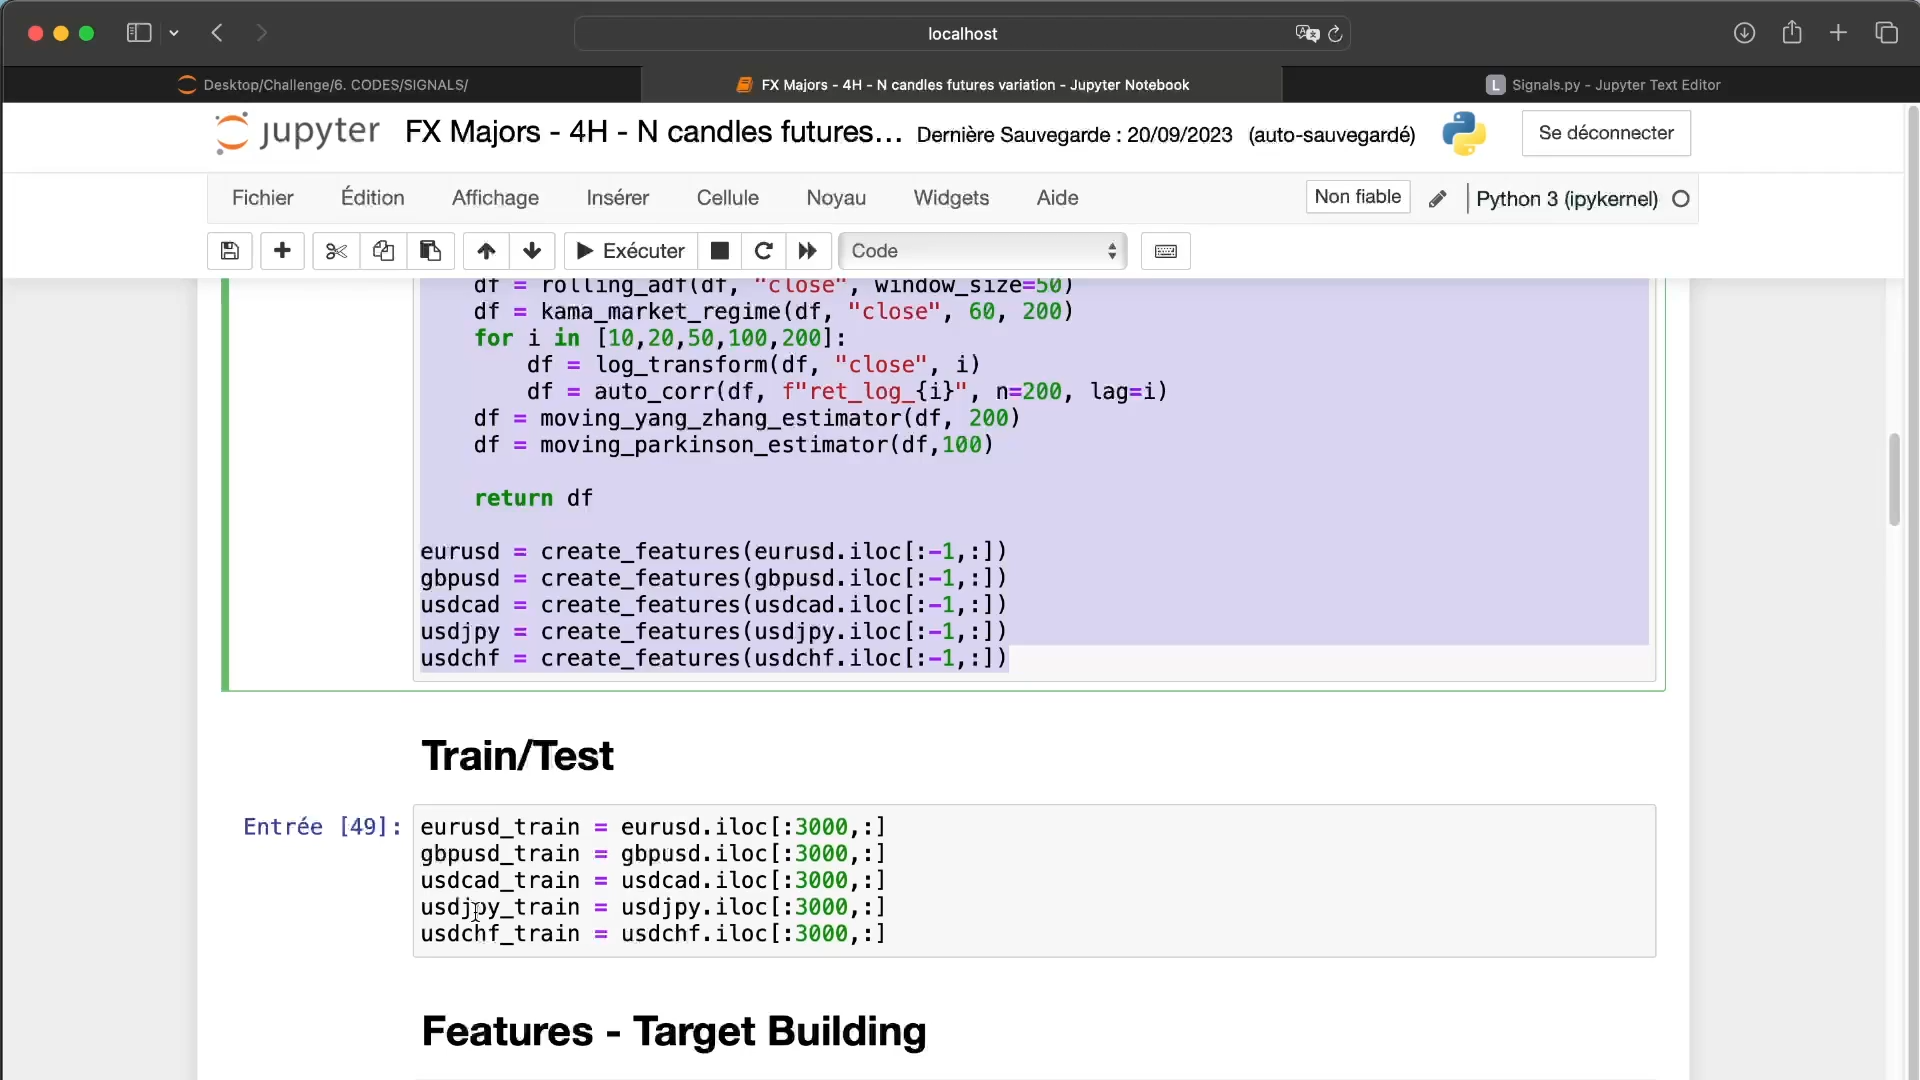 localhost
Desktop/Challenge/6. CODES/SIGNALS/
FX Majors - 4H - N candles futures variation - Jupyter Notebook
L Signals.py - Jupyter Text Editor
jupyter FX Majors - 4H - N candles futures... Dernière Sauvegarde : 20/09/2023 (auto-sauvegardé)
Se déconnecter
Fichier Édition Affichage Insérer Cellule Noyau Widgets Aide
Non fiable Python 3 (ipykernel)
Exécuter Code
df = rolling_adf(df, "close", window_size=50)
df = kama_market_regime(df, "close", 60, 200)
for i in [10,20,50,100,200]:
df = log_transform(df, "close", i)
df = auto_corr(df, f"ret_log_{i}", n=200, lag=i)
df = moving_yang_zhang_estimator(df, 200)
df = moving_parkinson_estimator(df,100)
return df
eurusd = create_features(eurusd.iloc[:-1,:])
gbpusd = create_features(gbpusd.iloc[:-1,:])
usdcad = create_features(usdcad.iloc[:-1,:])
usdjpy = create_features(usdjpy.iloc[:-1,:])
usdchf = create_features(usdchf.iloc[:-1,:])
Train/Test
Entrée [49]:
eurusd_train = eurusd.iloc[:3000,:]
gbpusd_train = gbpusd.iloc[:3000,:]
usdcad_train = usdcad.iloc[:3000,:]
usdjpy_train = usdjpy.iloc[:3000,:]
usdchf_train = usdchf.iloc[:3000,:]
Features - Target Building